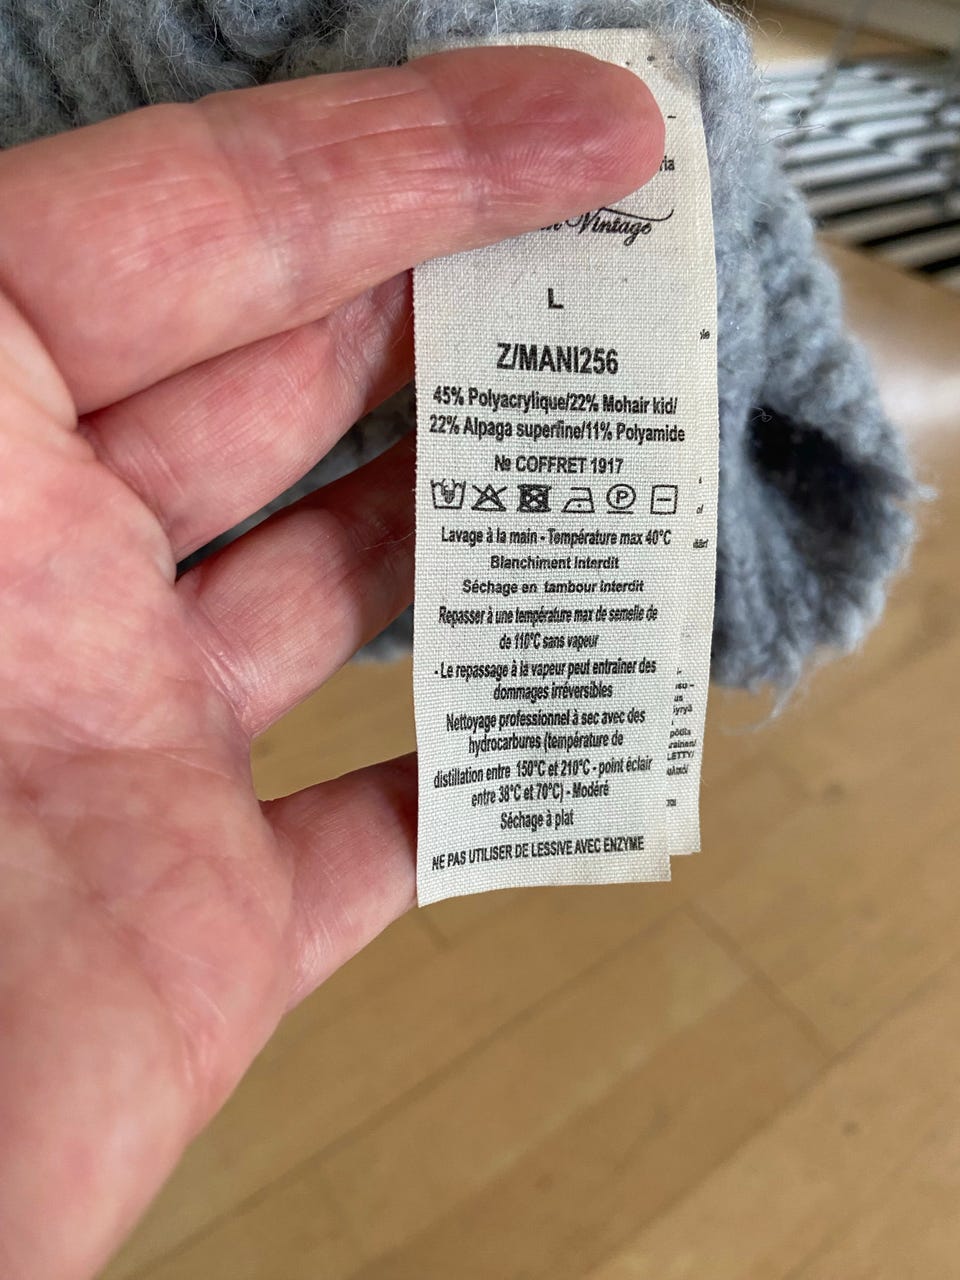 Vintage
L
Z/MANI256
45% Polyacrylique/22% Mohair kid/
22% Alpaga superfine/11% Polyamide
№ COFFRET 1917
P
Lavage à la main - Température max 40°C
Blanchiment Interdit
Séchage en tambour Interdit
Repasser à une température max de semelle de
de 110°C sans vapeur
- Le repassage à la vapeur peut entraîner des
dommages irréversibles
Nettoyage professionnel à sec avec des
hydrocarbures (température de
distillation entre 150°C et 210°C - point éclair
entre 38°C et 70°C) - Modéré
Séchage à plat
NE PAS UTILISER DE LESSIVE AVEC ENZYME